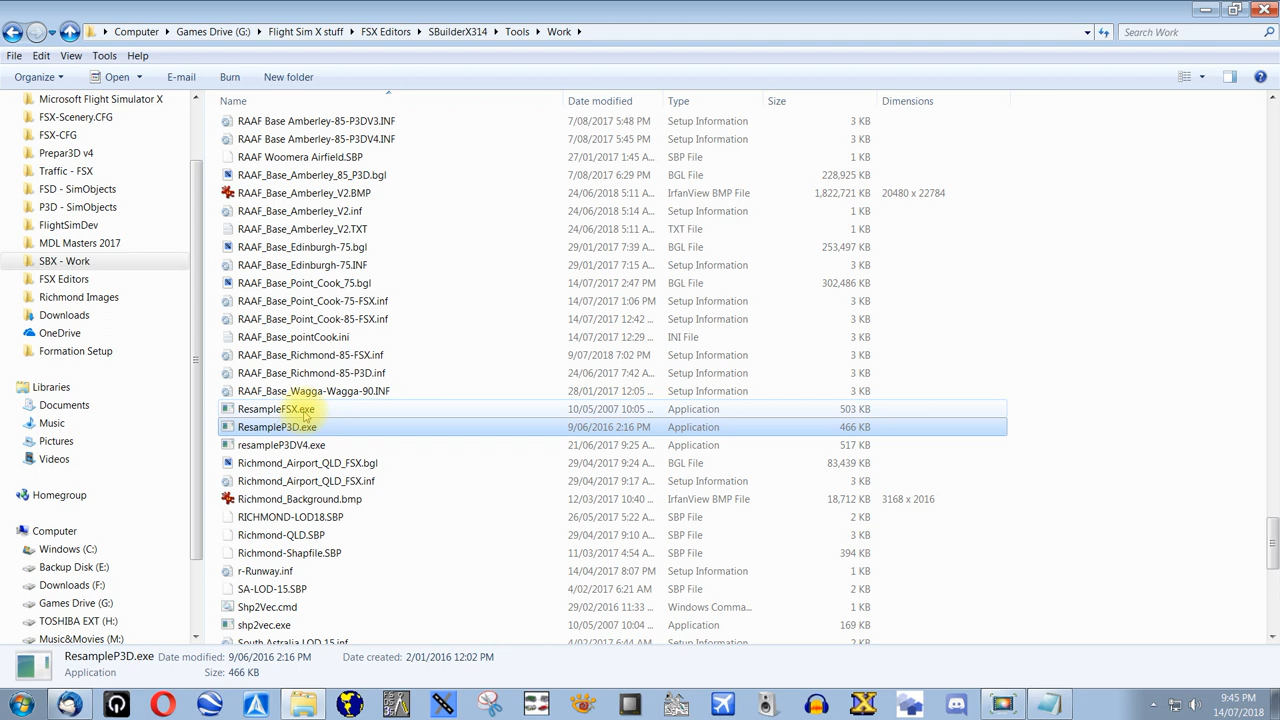 Computer ▸ Games Drive (G:) ▸ Flight Sim X stuff ▸ FSX Editors ▸ SBuilderX314 ▸ Tools ▸ Work ▸ Search Work
File Edit View Tools Help
Organize Open E-mail Burn New folder
Microsoft Flight Simulator X
FSX-Scenery.CFG
FSX-CFG
Prepar3D v4
Traffic - FSX
FSD - SimObjects
P3D - SimObjects
FlightSimDev
MDL Masters 2017
SBX - Work
FSX Editors
Richmond Images
Downloads
OneDrive
Formation Setup
Libraries
Documents
Music
Pictures
Videos
Homegroup
Computer
Windows (C:)
Backup Disk (E:)
Downloads (F:)
Games Drive (G:)
TOSHIBA EXT (I:)
Music&Movies (M:)
Name Date modified Type Size Dimensions
RAAF Base Amberley-85-P3DV3.INF 7/08/2017 5:48 PM Setup Information 3 KB
RAAF Base Amberley-85-P3DV4.INF 7/08/2017 5:45 PM Setup Information 3 KB
RAAF Woomera Airfield.SBP 27/01/2017 1:45 A... SBP File 1 KB
RAAF_Base_Amberley_85_P3D.bgl 7/08/2017 6:29 PM BGL File 228,925 KB
RAAF_Base_Amberley_V2.BMP 24/06/2018 5:11 A... IrfanView BMP File 1,822,721 KB 20480 x 22784
RAAF_Base_Amberley_V2.inf 24/06/2018 5:14 A... Setup Information 1 KB
RAAF_Base_Amberley_V2.TXT 24/06/2018 5:11 A... TXT File 1 KB
RAAF_Base_Edinburgh-75.bgl 29/01/2017 7:39 A... BGL File 253,497 KB
RAAF_Base_Edinburgh-75.INF 29/01/2017 7:15 A... Setup Information 3 KB
RAAF_Base_Point_Cook_75.bgl 14/07/2017 2:47 PM BGL File 302,486 KB
RAAF_Base_Point_Cook-75-FSX.inf 14/07/2017 1:06 PM Setup Information 3 KB
RAAF_Base_Point_Cook-85-FSX.inf 14/07/2017 12:42 ... Setup Information 3 KB
RAAF_Base_pointCook.ini 14/07/2017 12:29 ... INI File 3 KB
RAAF_Base_Richmond-85-FSX.inf 9/07/2018 7:02 PM Setup Information 3 KB
RAAF_Base_Richmond-85-P3D.inf 24/06/2018 7:42 A... Setup Information 3 KB
RAAF_Base_Wagga-Wagga-90.INF 28/01/2017 12:05 ... Setup Information 3 KB
ResampleFSX.exe 10/05/2007 10:05 ... Application 503 KB
ResampleP3D.exe 9/06/2016 2:16 PM Application 466 KB
resampleP3DV4.exe 21/06/2017 9:25 A... Application 517 KB
Richmond_Airport_QLD_FSX.bgl 29/04/2017 9:24 A... BGL File 83,439 KB
Richmond_Airport_QLD_FSX.inf 29/04/2017 9:17 A... Setup Information 3 KB
Richmond_Background.bmp 12/03/2017 10:40 ... IrfanView BMP File 18,712 KB 3168 x 2016
RICHMOND-LOD18.SBP 26/05/2017 5:22 A... SBP File 2 KB
Richmond-QLD.SBP 29/04/2017 9:10 A... SBP File 2 KB
Richmond-Shapfile.SBP 11/03/2017 4:54 A... SBP File 394 KB
r-Runway.inf 14/04/2017 8:07 PM Setup Information 1 KB
SA-LOD-15.SBP 4/02/2017 6:21 AM SBP File 2 KB
Shp2Vec.cmd 29/02/2016 11:33 ... Windows Comma... 1 KB
shp2vec.exe 10/05/2007 10:04 ... Application 169 KB
South Astralia LOD 15.inf 4/02/2017 6:44 AM Setup Information 2 KB
ResampleP3D.exe Date modified: 9/06/2016 2:16 PM Date created: 2/01/2016 12:02 PM
Application Size: 466 KB
9:45 PM
14/07/2018